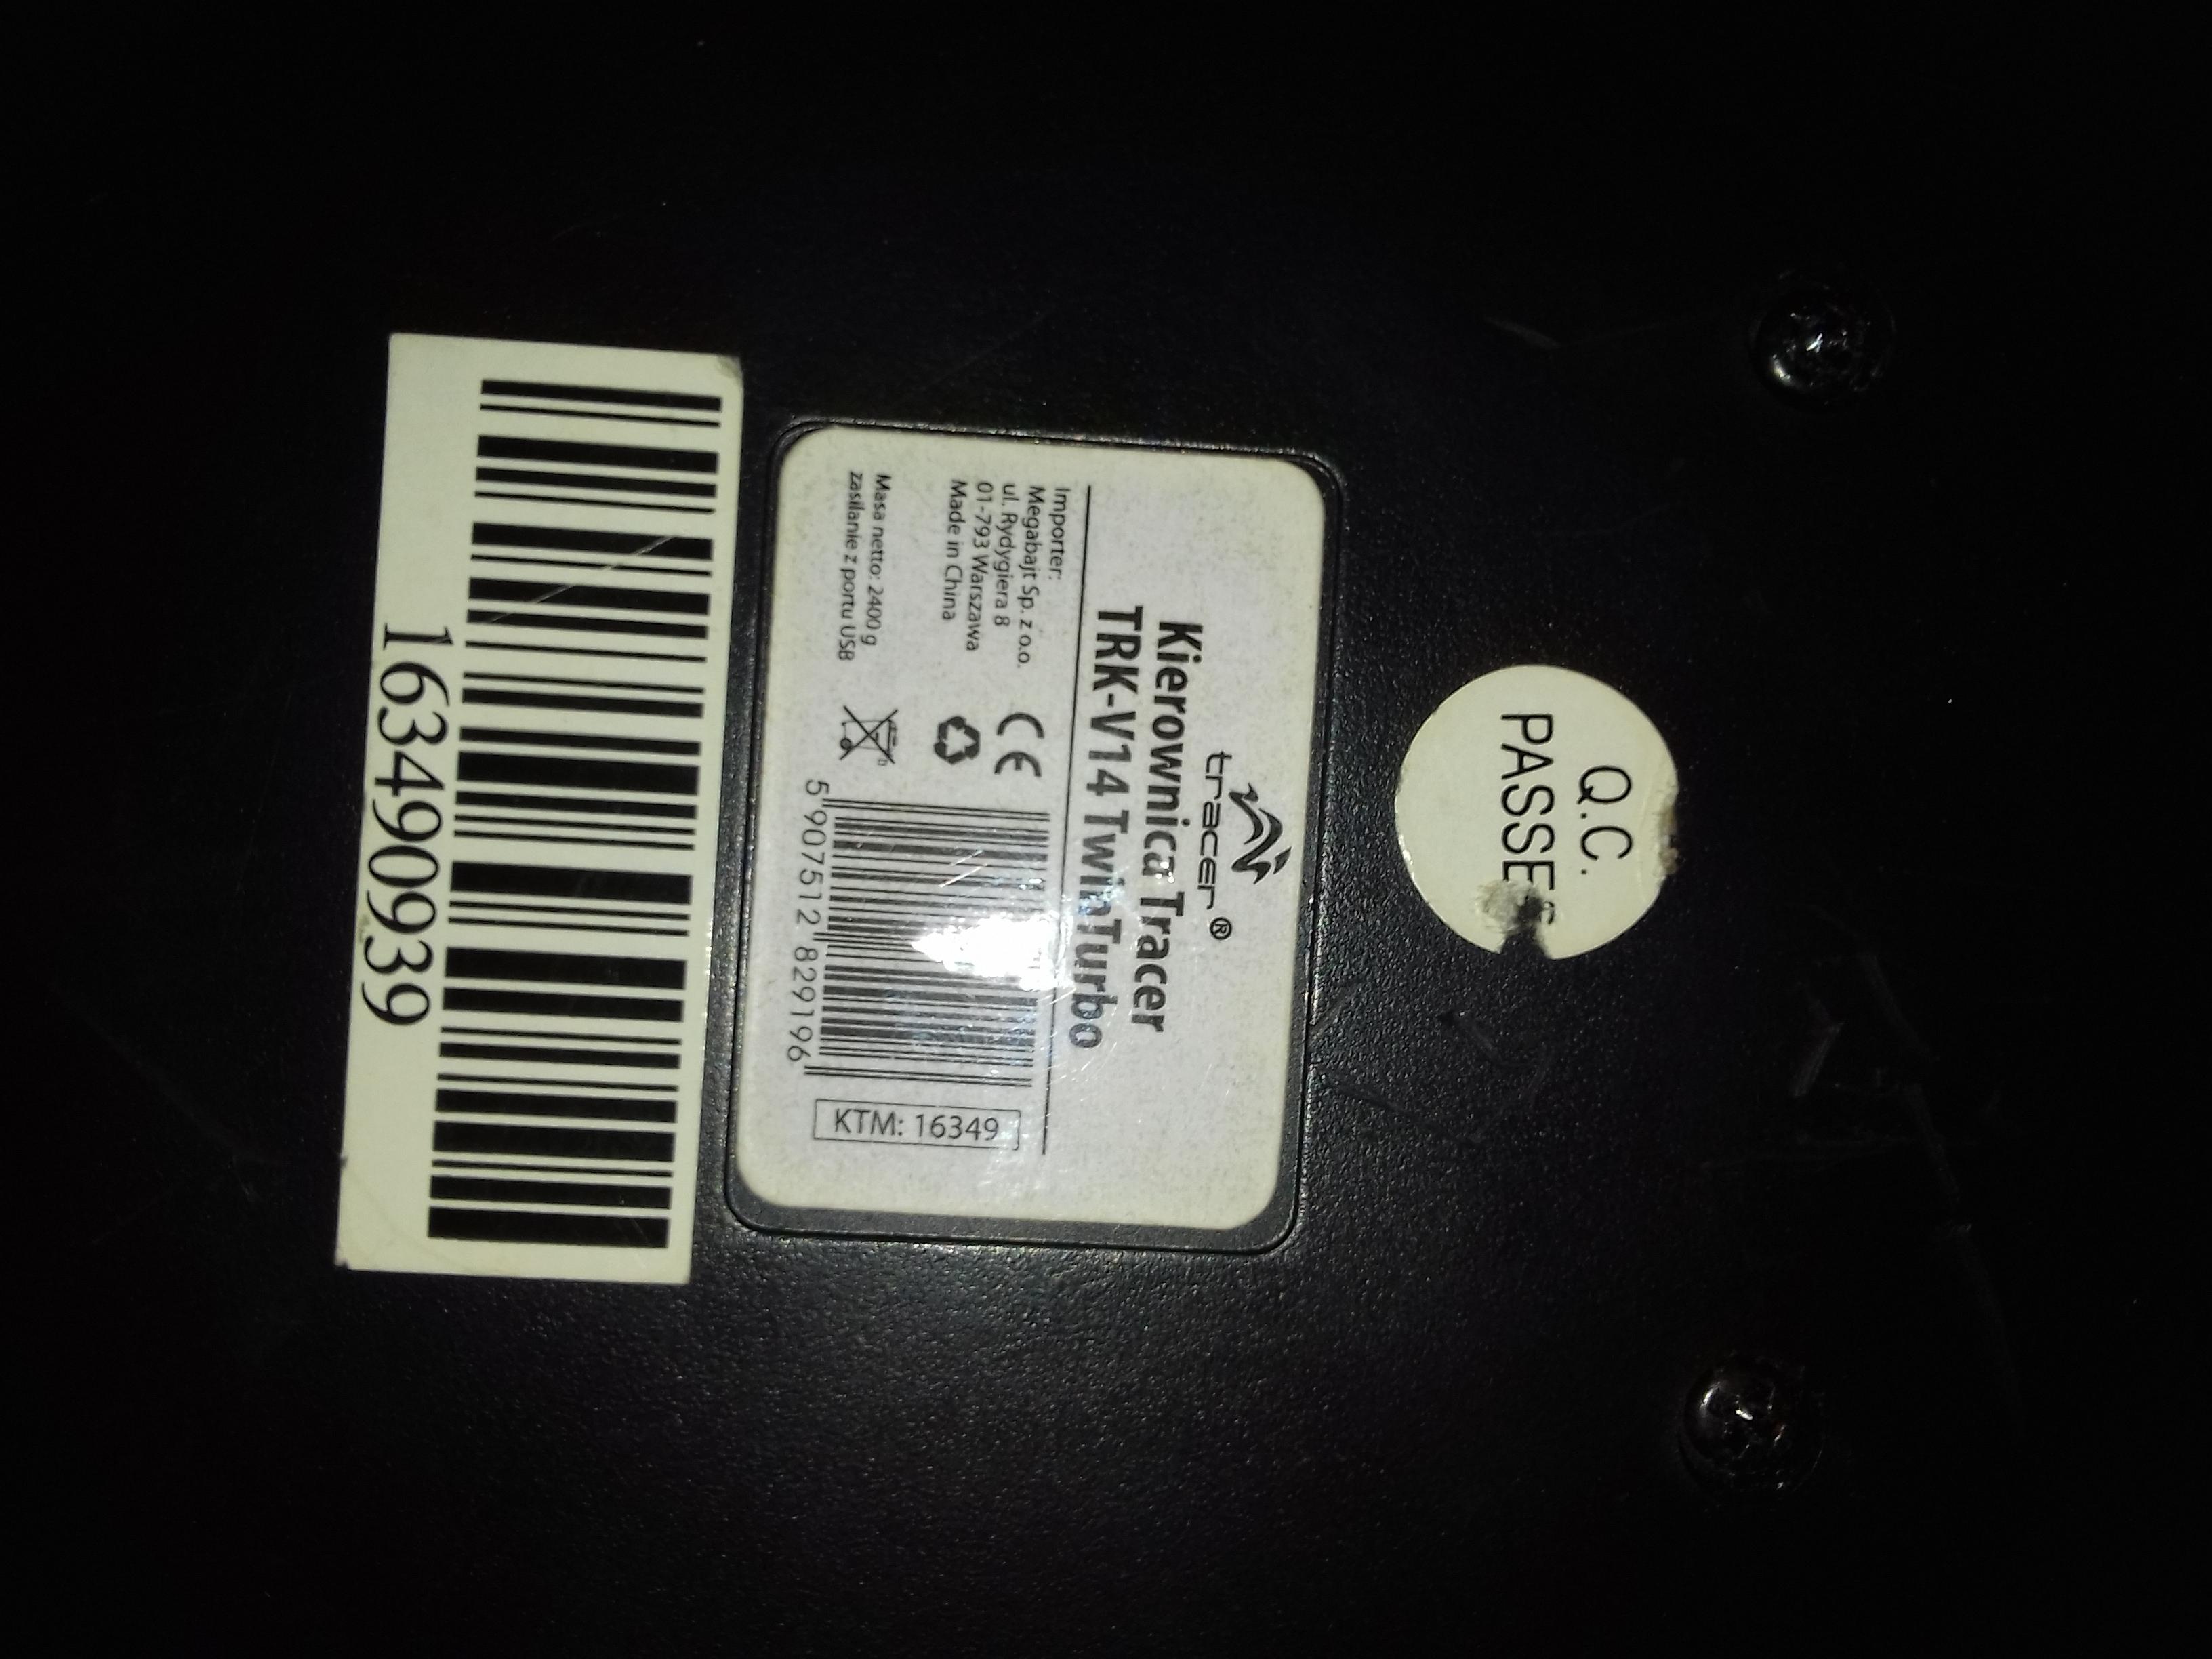 Q.C.
PASSE
tracer®
Kierownica Tracer
TRK-V14 TwinTurbo
Importer:
Megabajt Sp. z o.o.
ul. Rydygiera 8
01-793 Warszawa
Made in China
Masa netto: 2400 g
zasilanie z portu USB
CE
5 907512 829196
KTM: 16349
163490939